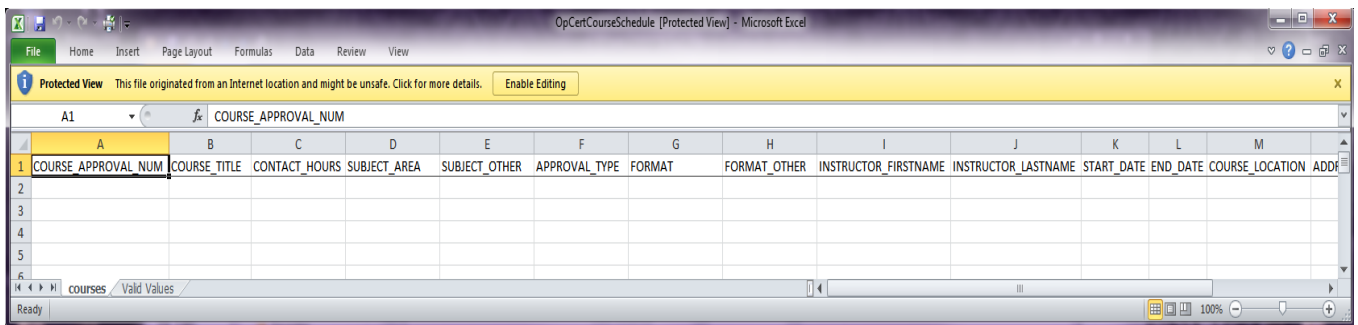 OpCertCourseSchedule [Protected View] - Microsoft Excel
File Home Insert Page Layout Formulas Data Review View
Protected View This file originated from an Internet location and might be unsafe. Click for more details. Enable Editing
A1 fx COURSE_APPROVAL_NUM
A B C D E F G H I J K L M
1 COURSE_APPROVAL_NUM COURSE_TITLE CONTACT_HOURS SUBJECT_AREA SUBJECT_OTHER APPROVAL_TYPE FORMAT FORMAT_OTHER INSTRUCTOR_FIRSTNAME INSTRUCTOR_LASTNAME START_DATE END_DATE COURSE_LOCATION ADDR
2
3
4
5
6
courses Valid Values
Ready 100%